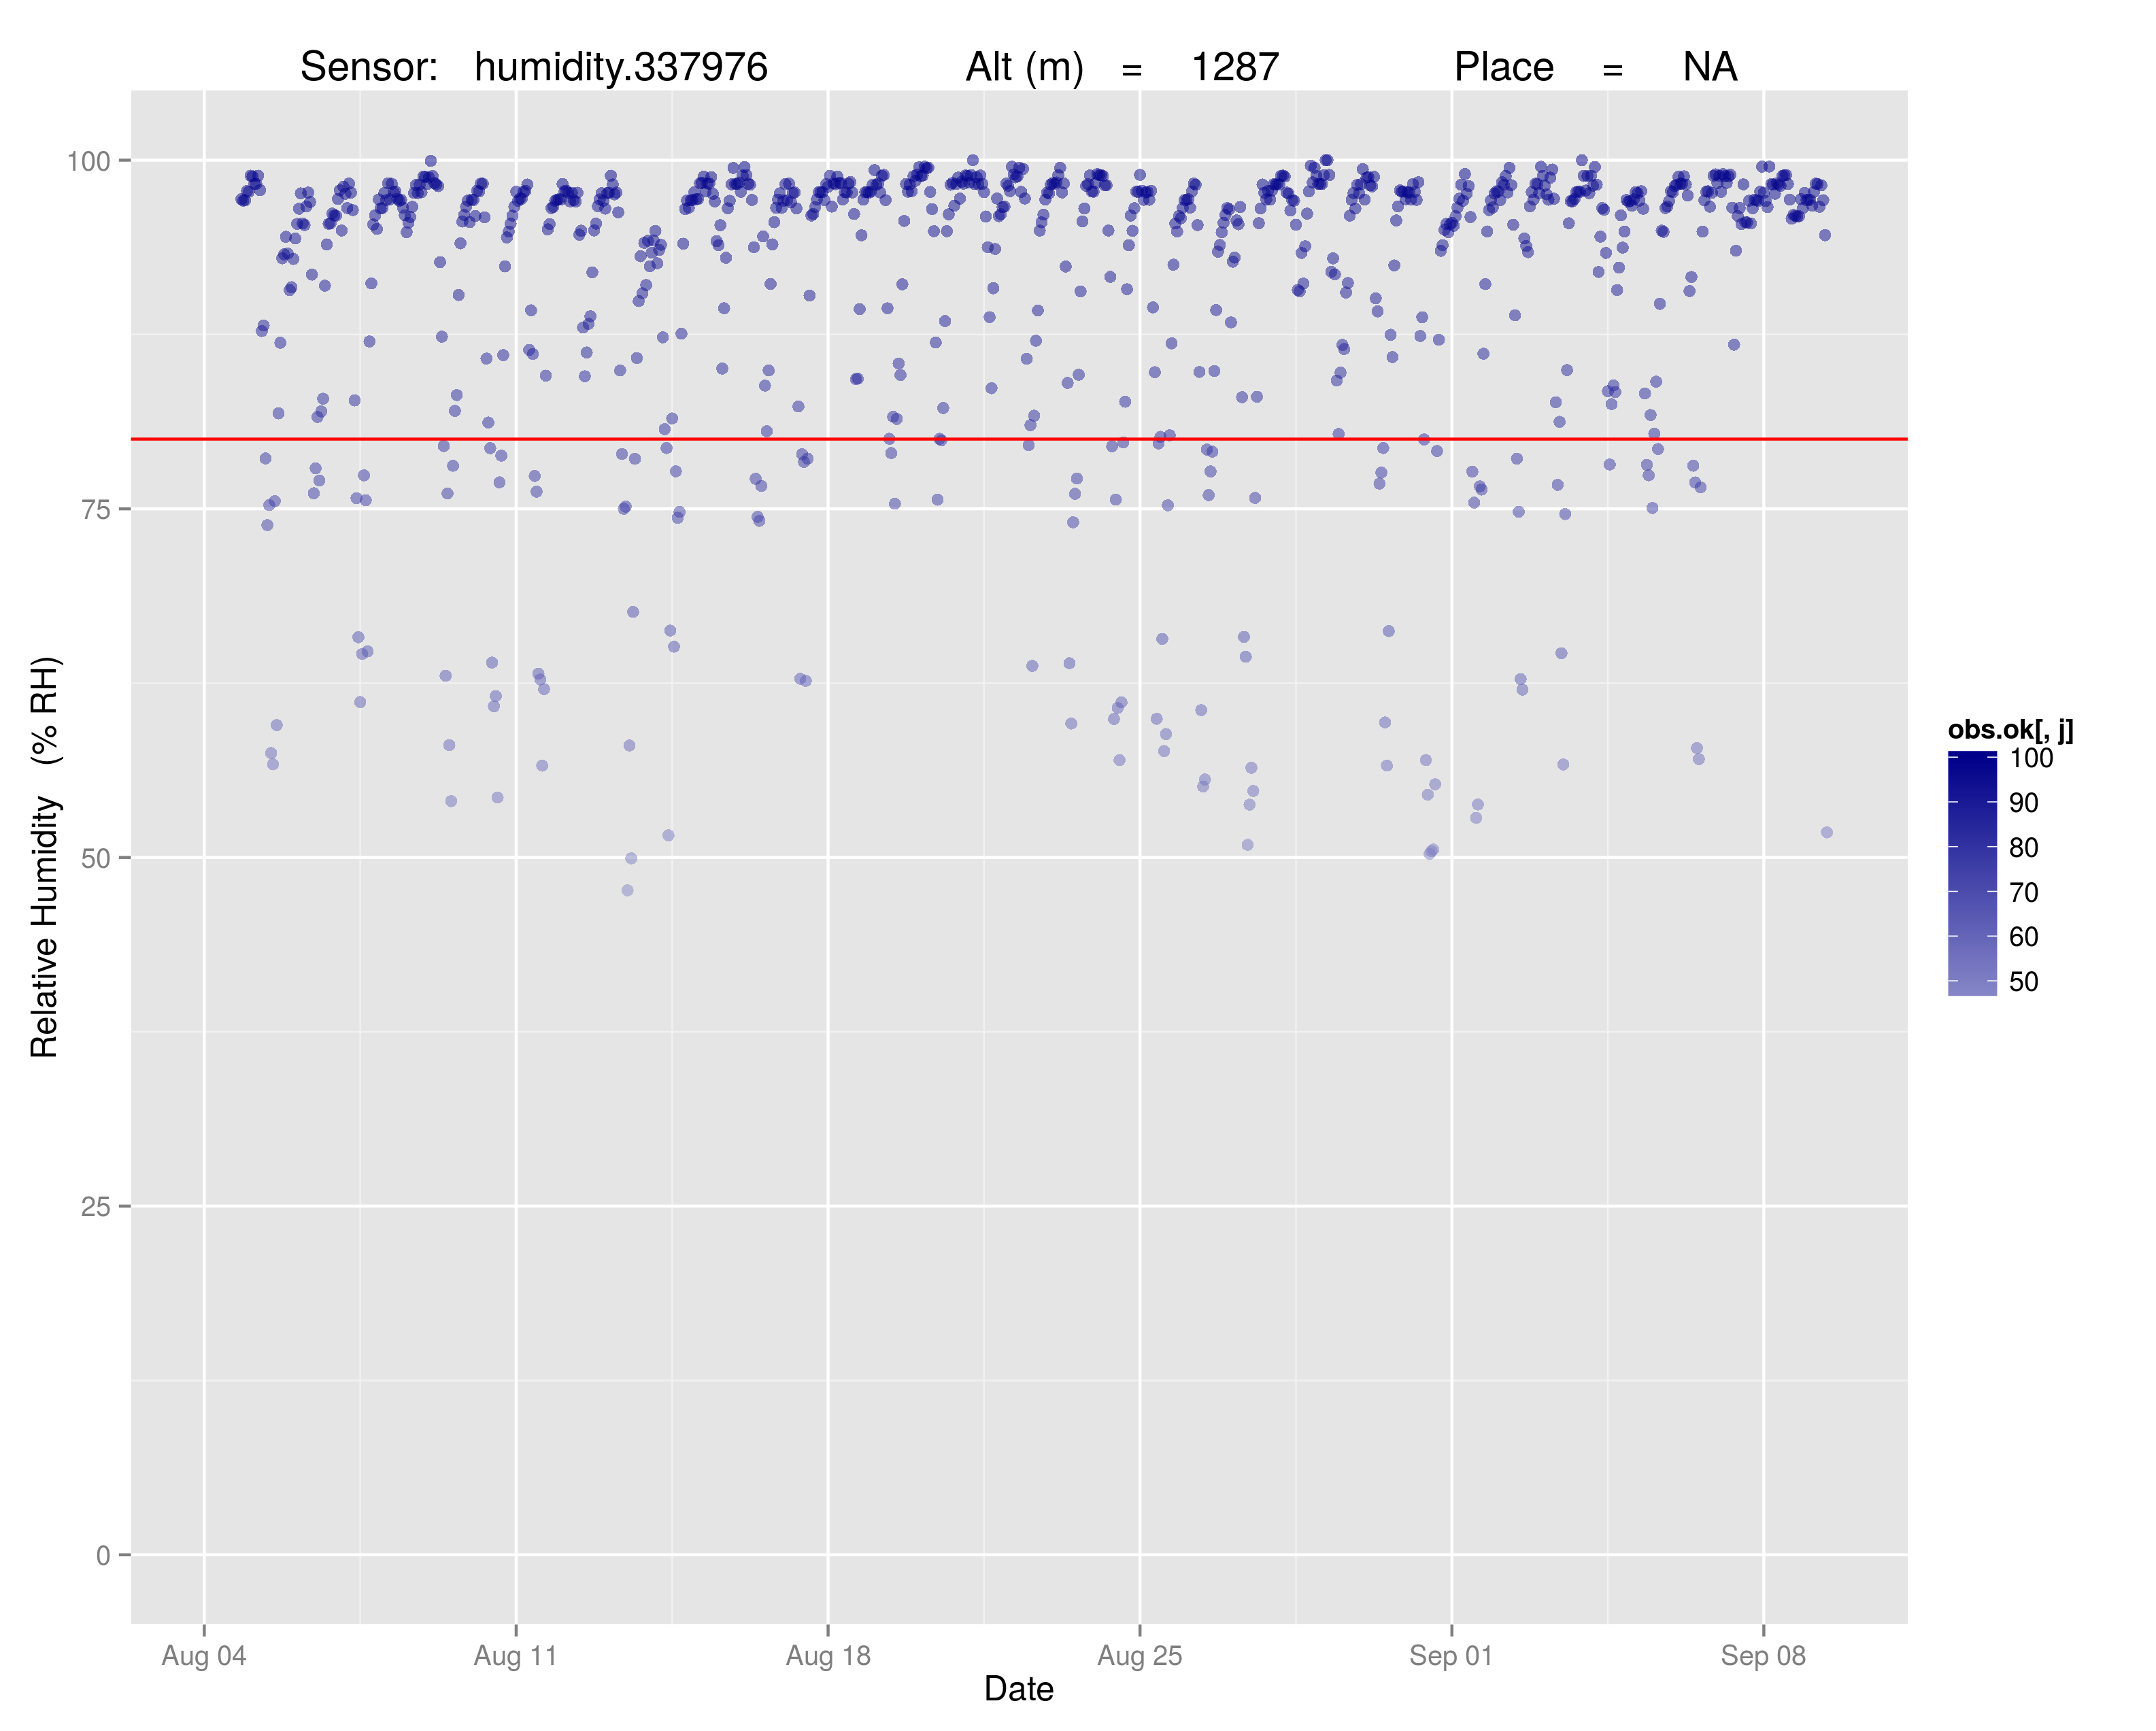 Sensor: humidity.337976 Alt (m) = 1287 Place = NA
100
75
50
25
0
Relative Humidity (% RH)
Aug 04 Aug 11 Aug 18 Aug 25 Sep 01 Sep 08
Date
obs.ok[, j]
100
90
80
70
60
50